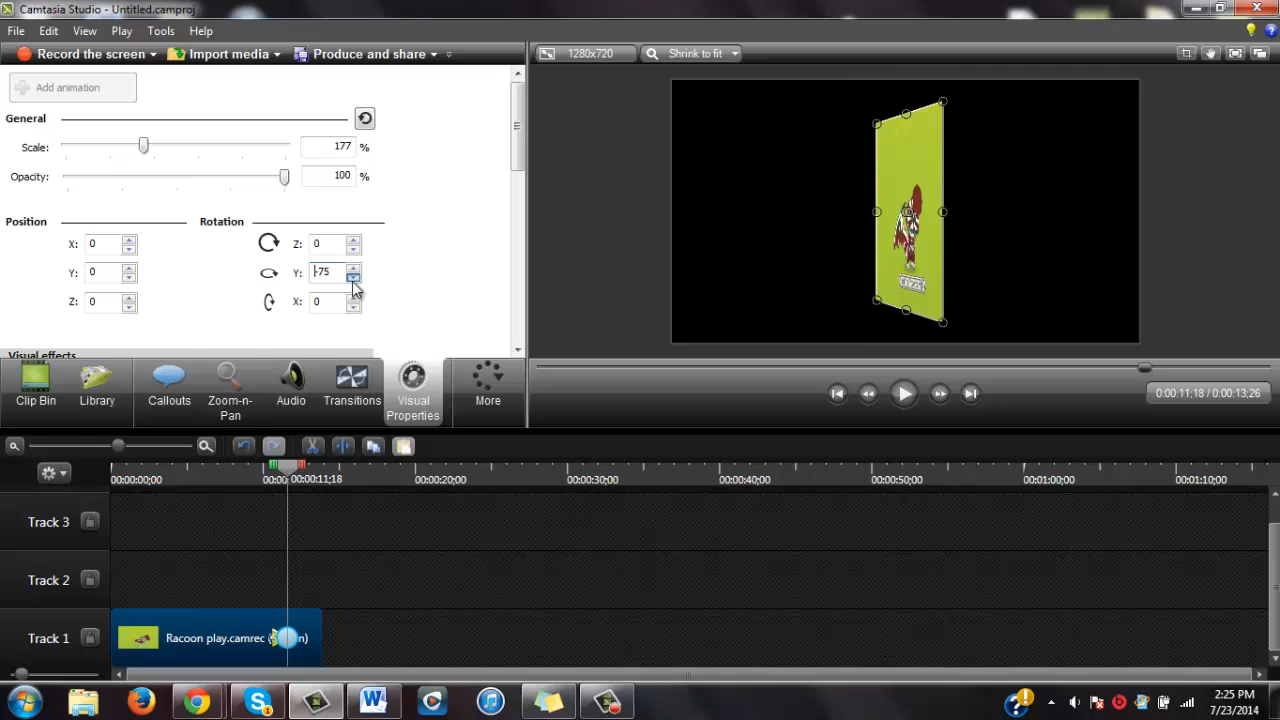 Camtasia Studio - Untitled.camproj
File Edit View Play Tools Help
Record the screen Import media Produce and share
1280x720 Shrink to fit
Add animation
General
Scale: 177 %
Opacity: 100 %
Position Rotation
X: 0 Z: 0
Y: 0 Y: -75
Z: 0 X: 0
Visual effects
Clip Bin
Library
Callouts
Zoom-n-
Pan
Audio
Transitions
Visual
Properties
More
0:00:11;18 / 0:00:13;26
00:00:00;00 00:00 00:00:11;18 00:00:20;00 00:00:30;00 00:00:40;00 00:00:50;00 00:01:00;00 00:01:10;00
Track 3
Track 2
Track 1 Racoon play.camrec
2:25 PM
7/23/2014